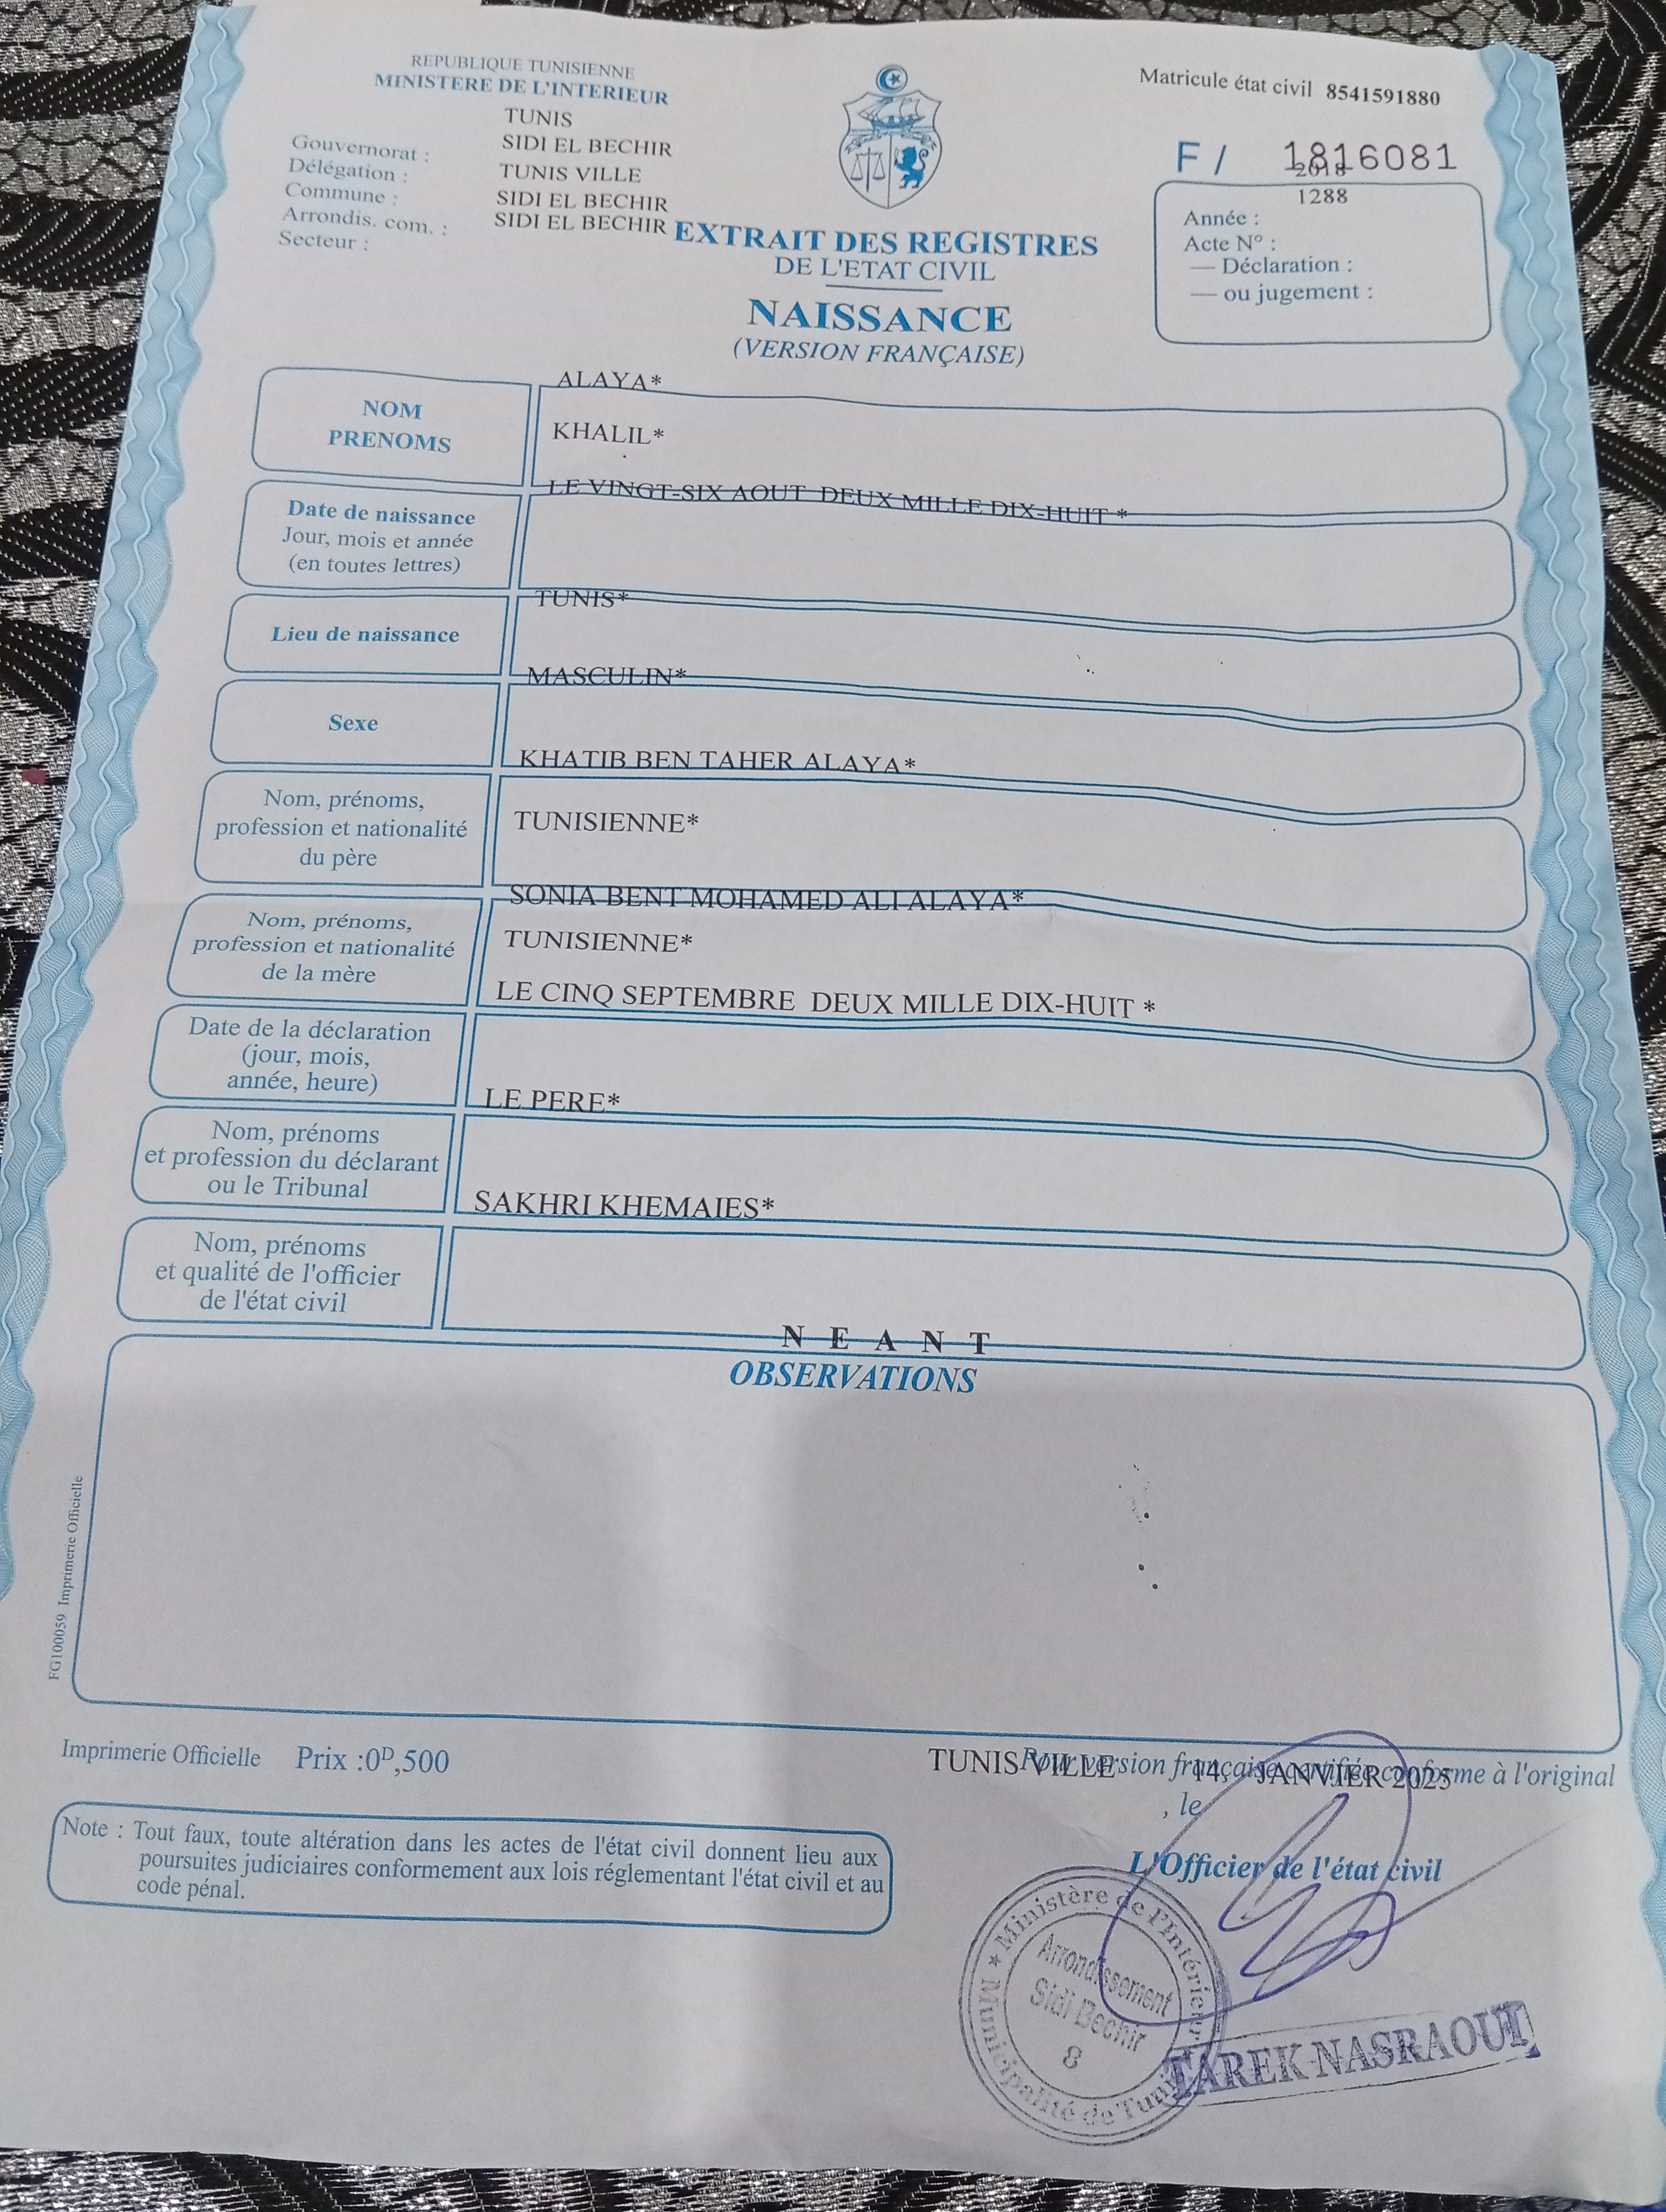 REPUBLIQUE TUNISIENNE
MINISTERE DE L'INTERIEUR
Gouvernorat : TUNIS
Délégation : SIDI EL BECHIR
Commune : TUNIS VILLE
Arrondis. com. : SIDI EL BECHIR
Secteur : SIDI EL BECHIR
Matricule état civil 8541591880
F / 1816081
Année : 2018
Acte N° : 1288
— Déclaration :
— ou jugement :
EXTRAIT DES REGISTRES
DE L'ETAT CIVIL
NAISSANCE
(VERSION FRANÇAISE)
NOM
ALAYA*
PRENOMS
KHALIL*
Date de naissance
Jour, mois et année
(en toutes lettres)
LE VINGT-SIX AOUT DEUX MILLE DIX-HUIT *
Lieu de naissance
TUNIS*
Sexe
MASCULIN*
Nom, prénoms,
profession et nationalité
du père
KHATIB BEN TAHER ALAYA*
TUNISIENNE*
Nom, prénoms,
profession et nationalité
de la mère
SONIA BENT MOHAMED ALI ALAYA*
TUNISIENNE*
Date de la déclaration
(jour, mois,
année, heure)
LE CINQ SEPTEMBRE DEUX MILLE DIX-HUIT *
Nom, prénoms
et profession du déclarant
ou le Tribunal
LE PERE*
Nom, prénoms
et qualité de l'officier
de l'état civil
SAKHRI KHEMAIES*
N E A N T
OBSERVATIONS
FG100059 Imprimerie Officielle
Imprimerie Officielle Prix :0D,500
Note : Tout faux, toute altération dans les actes de l'état civil donnent lieu aux
poursuites judiciaires conformement aux lois réglementant l'état civil et au
code pénal.
Pour version française certifiée conforme à l'original
TUNIS VILLE 14 JANVIER 2025
, le
L'Officier de l'état civil
★ Ministère de l'Intérieur
Municipalité de Tunis
Arrondissement
Sidi Bechir
8
TAREK NASRAOUI